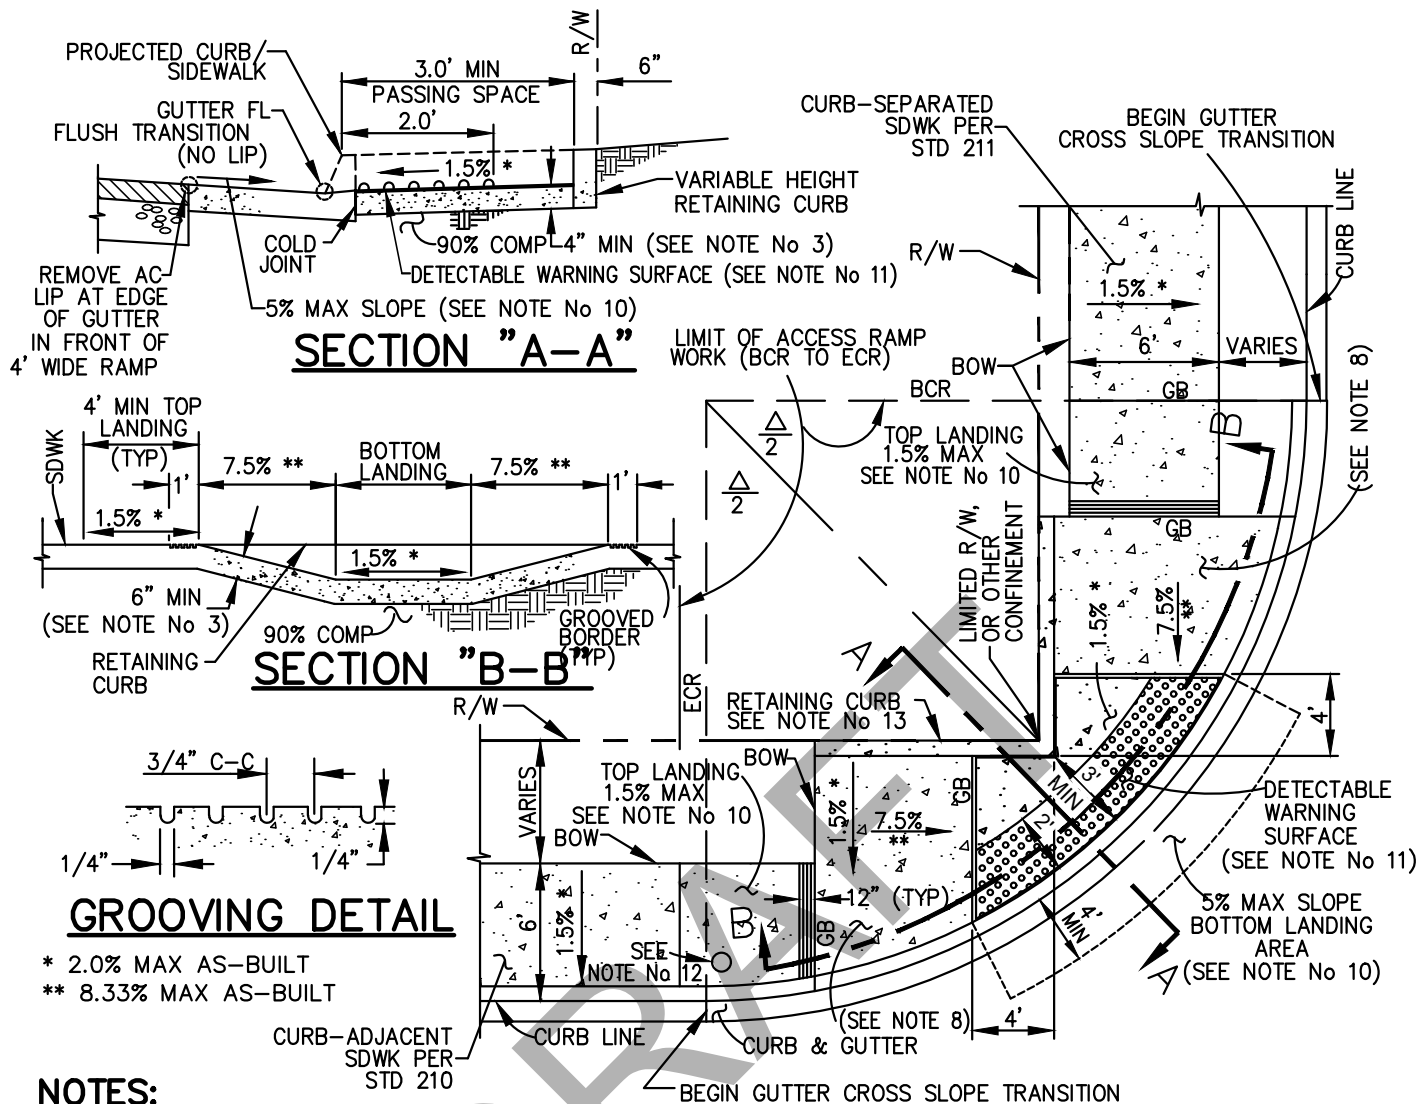 PROJECTED CURB/
SIDEWALK
GUTTER FL
FLUSH TRANSITION
(NO LIP)
3.0' MIN
PASSING SPACE
2.0'
R/W
6"
1.5% *
VARIABLE HEIGHT
RETAINING CURB
COLD
JOINT
90% COMP
4" MIN (SEE NOTE No 3)
DETECTABLE WARNING SURFACE (SEE NOTE No 11)
REMOVE AC
LIP AT EDGE
OF GUTTER
IN FRONT OF
4' WIDE RAMP
5% MAX SLOPE (SEE NOTE No 10)
SECTION "A-A"
CURB-SEPARATED
SDWK PER
STD 211
BEGIN GUTTER
CROSS SLOPE TRANSITION
CURB LINE
R/W
1.5% *
6'
VARIES
BOW
GB
BCR
LIMIT OF ACCESS RAMP
WORK (BCR TO ECR)
△
2
△
2
TOP LANDING
1.5% MAX
SEE NOTE No 10
B
(SEE NOTE 8)
GB
LIMITED R/W,
OR OTHER
CONFINEMENT
1.5% *
7.5%
**
4' MIN TOP
LANDING
(TYP)
SDWK
7.5% **
BOTTOM
LANDING
7.5% **
1'
1'
1.5% *
1.5% *
6" MIN
(SEE NOTE No 3)
90% COMP
GROOVED
BORDER
(TYP)
RETAINING
CURB
SECTION "B-B"
ECR
R/W
A
RETAINING CURB
SEE NOTE No 13
4'
3'
MIN
2'
3/4" C-C
1/4"
1/4"
GROOVING DETAIL
* 2.0% MAX AS-BUILT
** 8.33% MAX AS-BUILT
VARIES
TOP LANDING
1.5% MAX
SEE NOTE No 10
BOW
BOW
1.5% *
7.5%
**
GB
DETECTABLE
WARNING
SURFACE
(SEE NOTE No 11)
6'
1.5% *
12" (TYP)
B
GB
SEE
NOTE No 12
4'
MIN
5% MAX SLOPE
BOTTOM LANDING
AREA
(SEE NOTE No 10)
A
CURB-ADJACENT
SDWK PER
STD 210
CURB LINE
(SEE NOTE 8)
CURB & GUTTER
4'
BEGIN GUTTER CROSS SLOPE TRANSITION
NOTES:
DRAFT